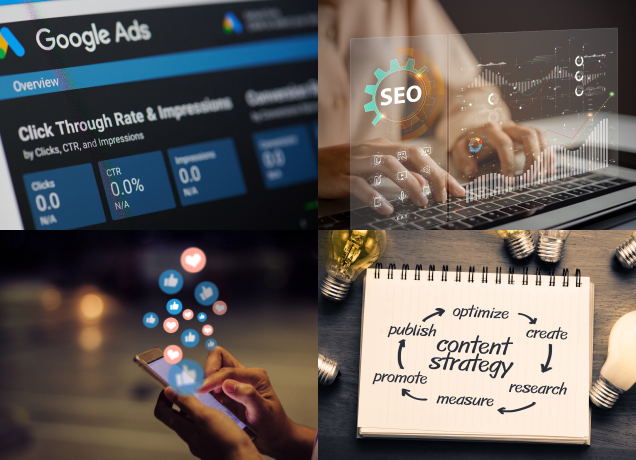 Google Ads
Overview
Click Through Rate & Impressions
by Clicks, CTR, and Impressions
Clicks
0.0
N/A
CTR
0.0%
N/A
Impressions
0.0
N/A
0.0
N/A
SEO
content
strategy
optimize
create
research
measure
promote
publish